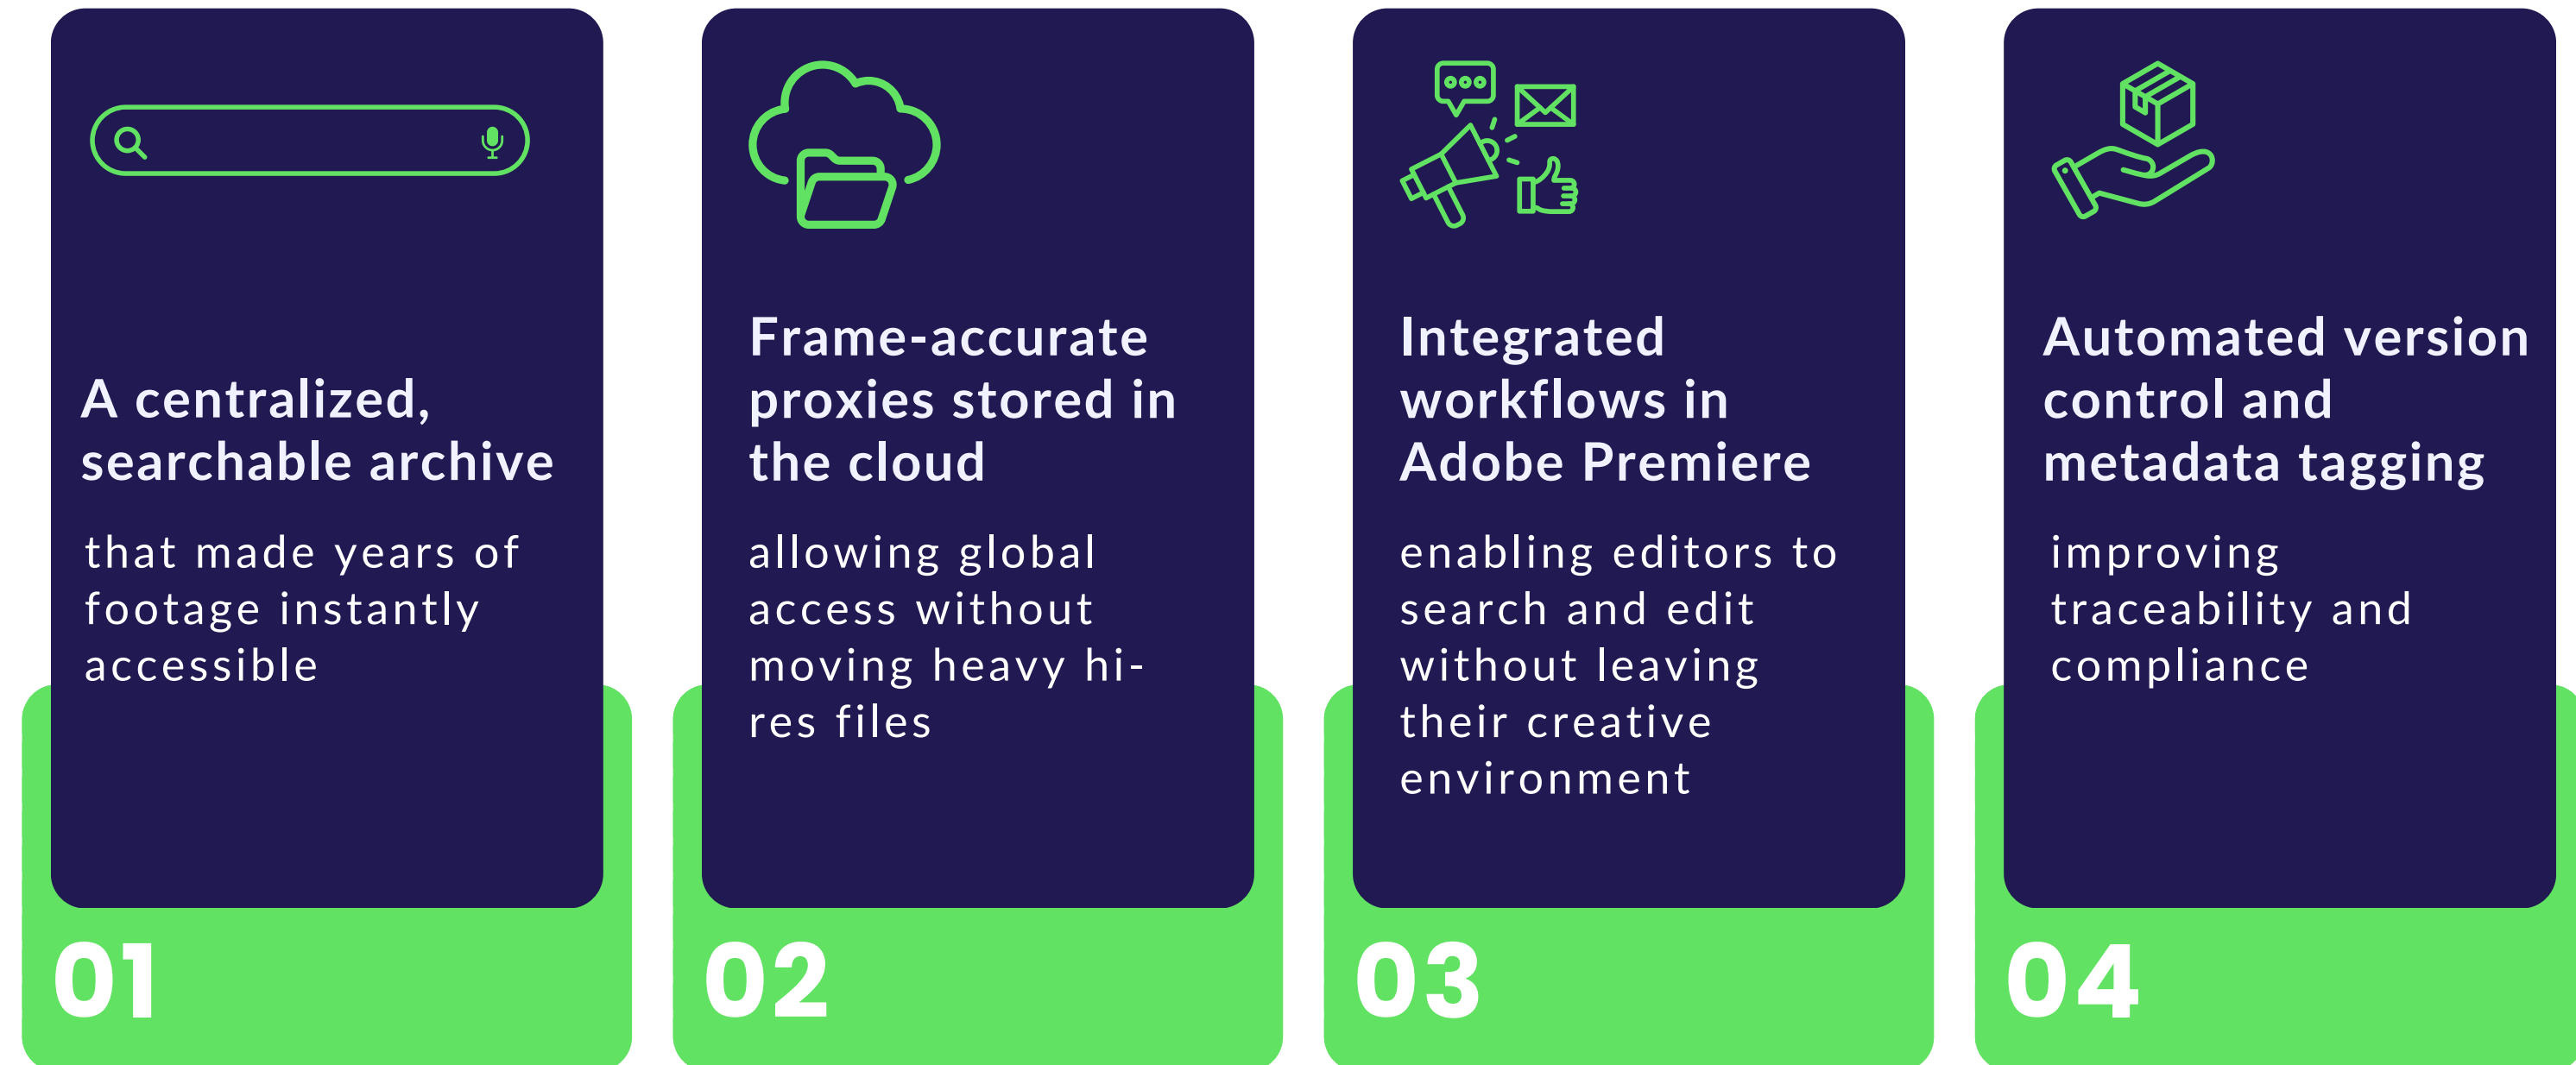 A centralized,
searchable archive
that made years of
footage instantly
accessible
01
Frame-accurate
proxies stored in
the cloud
allowing global
access without
moving heavy hi-
res files
02
Integrated
workflows in
Adobe Premiere
enabling editors to
search and edit
without leaving
their creative
environment
03
Automated version
control and
metadata tagging
improving
traceability and
compliance
04